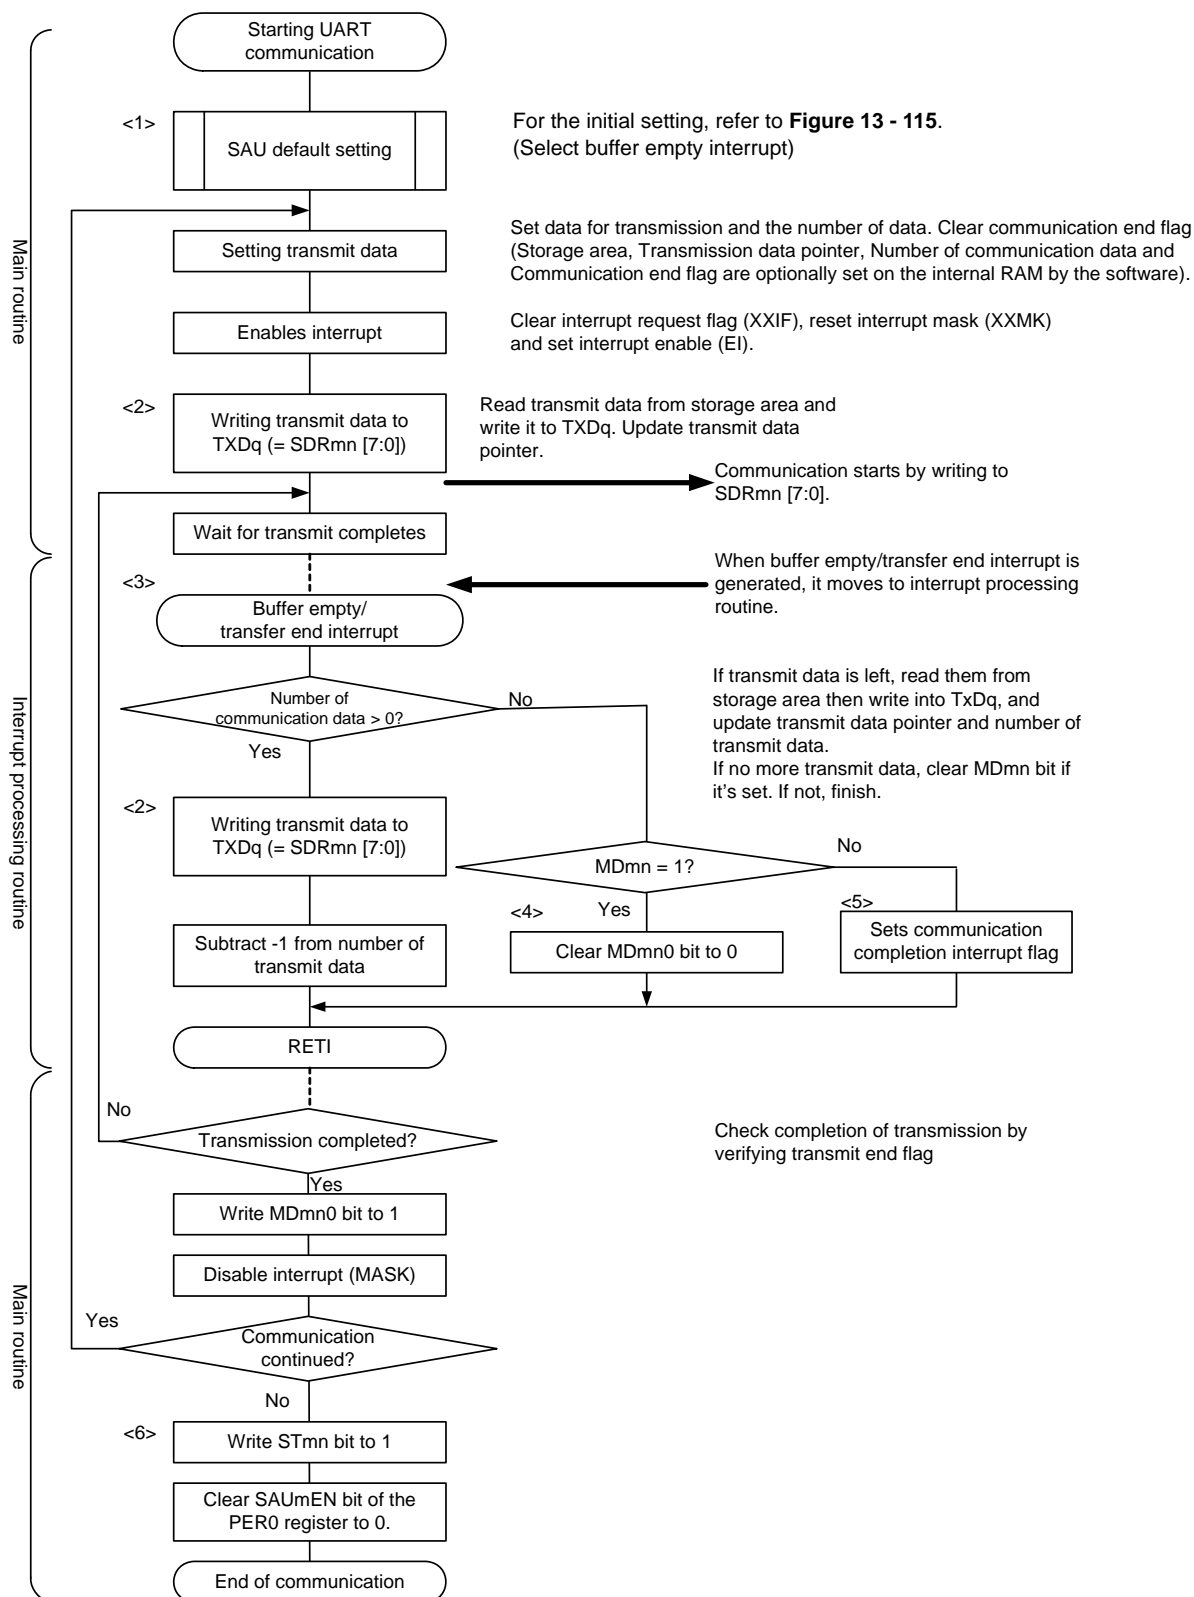 Starting UART
communication
<1>
SAU default setting
For the initial setting, refer to Figure 13 - 115.
(Select buffer empty interrupt)
Main routine
Setting transmit data
Set data for transmission and the number of data. Clear communication end flag
(Storage area, Transmission data pointer, Number of communication data and
Communication end flag are optionally set on the internal RAM by the software).
Enables interrupt
Clear interrupt request flag (XXIF), reset interrupt mask (XXMK)
and set interrupt enable (EI).
<2>
Writing transmit data to
TXDq (= SDRmn [7:0])
Read transmit data from storage area and
write it to TXDq. Update transmit data
pointer.
Communication starts by writing to
SDRmn [7:0].
Wait for transmit completes
<3>
When buffer empty/transfer end interrupt is
generated, it moves to interrupt processing
routine.
Buffer empty/
transfer end interrupt
Interrupt processing routine
Number of
communication data > 0?
No
Yes
If transmit data is left, read them from
storage area then write into TxDq, and
update transmit data pointer and number of
transmit data.
If no more transmit data, clear MDmn bit if
it's set. If not, finish.
<2>
Writing transmit data to
TXDq (= SDRmn [7:0])
MDmn = 1?
No
Yes
<4>
<5>
Subtract -1 from number of
transmit data
Clear MDmn0 bit to 0
Sets communication
completion interrupt flag
RETI
No
Transmission completed?
Check completion of transmission by
verifying transmit end flag
Yes
Write MDmn0 bit to 1
Disable interrupt (MASK)
Main routine
Yes
Communication
continued?
No
<6>
Write STmn bit to 1
Clear SAUmEN bit of the
PER0 register to 0.
End of communication